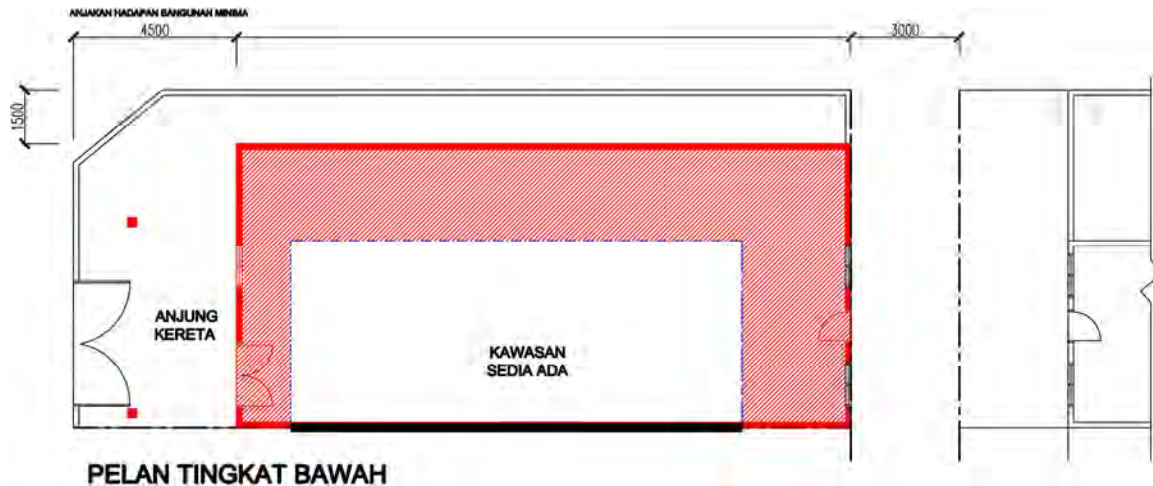 ANJAKAN HADAPAN BANGUNAN MINIMA
4500
3000
1500
ANJUNG
KERETA
KAWASAN
SEDIA ADA
PELAN TINGKAT BAWAH